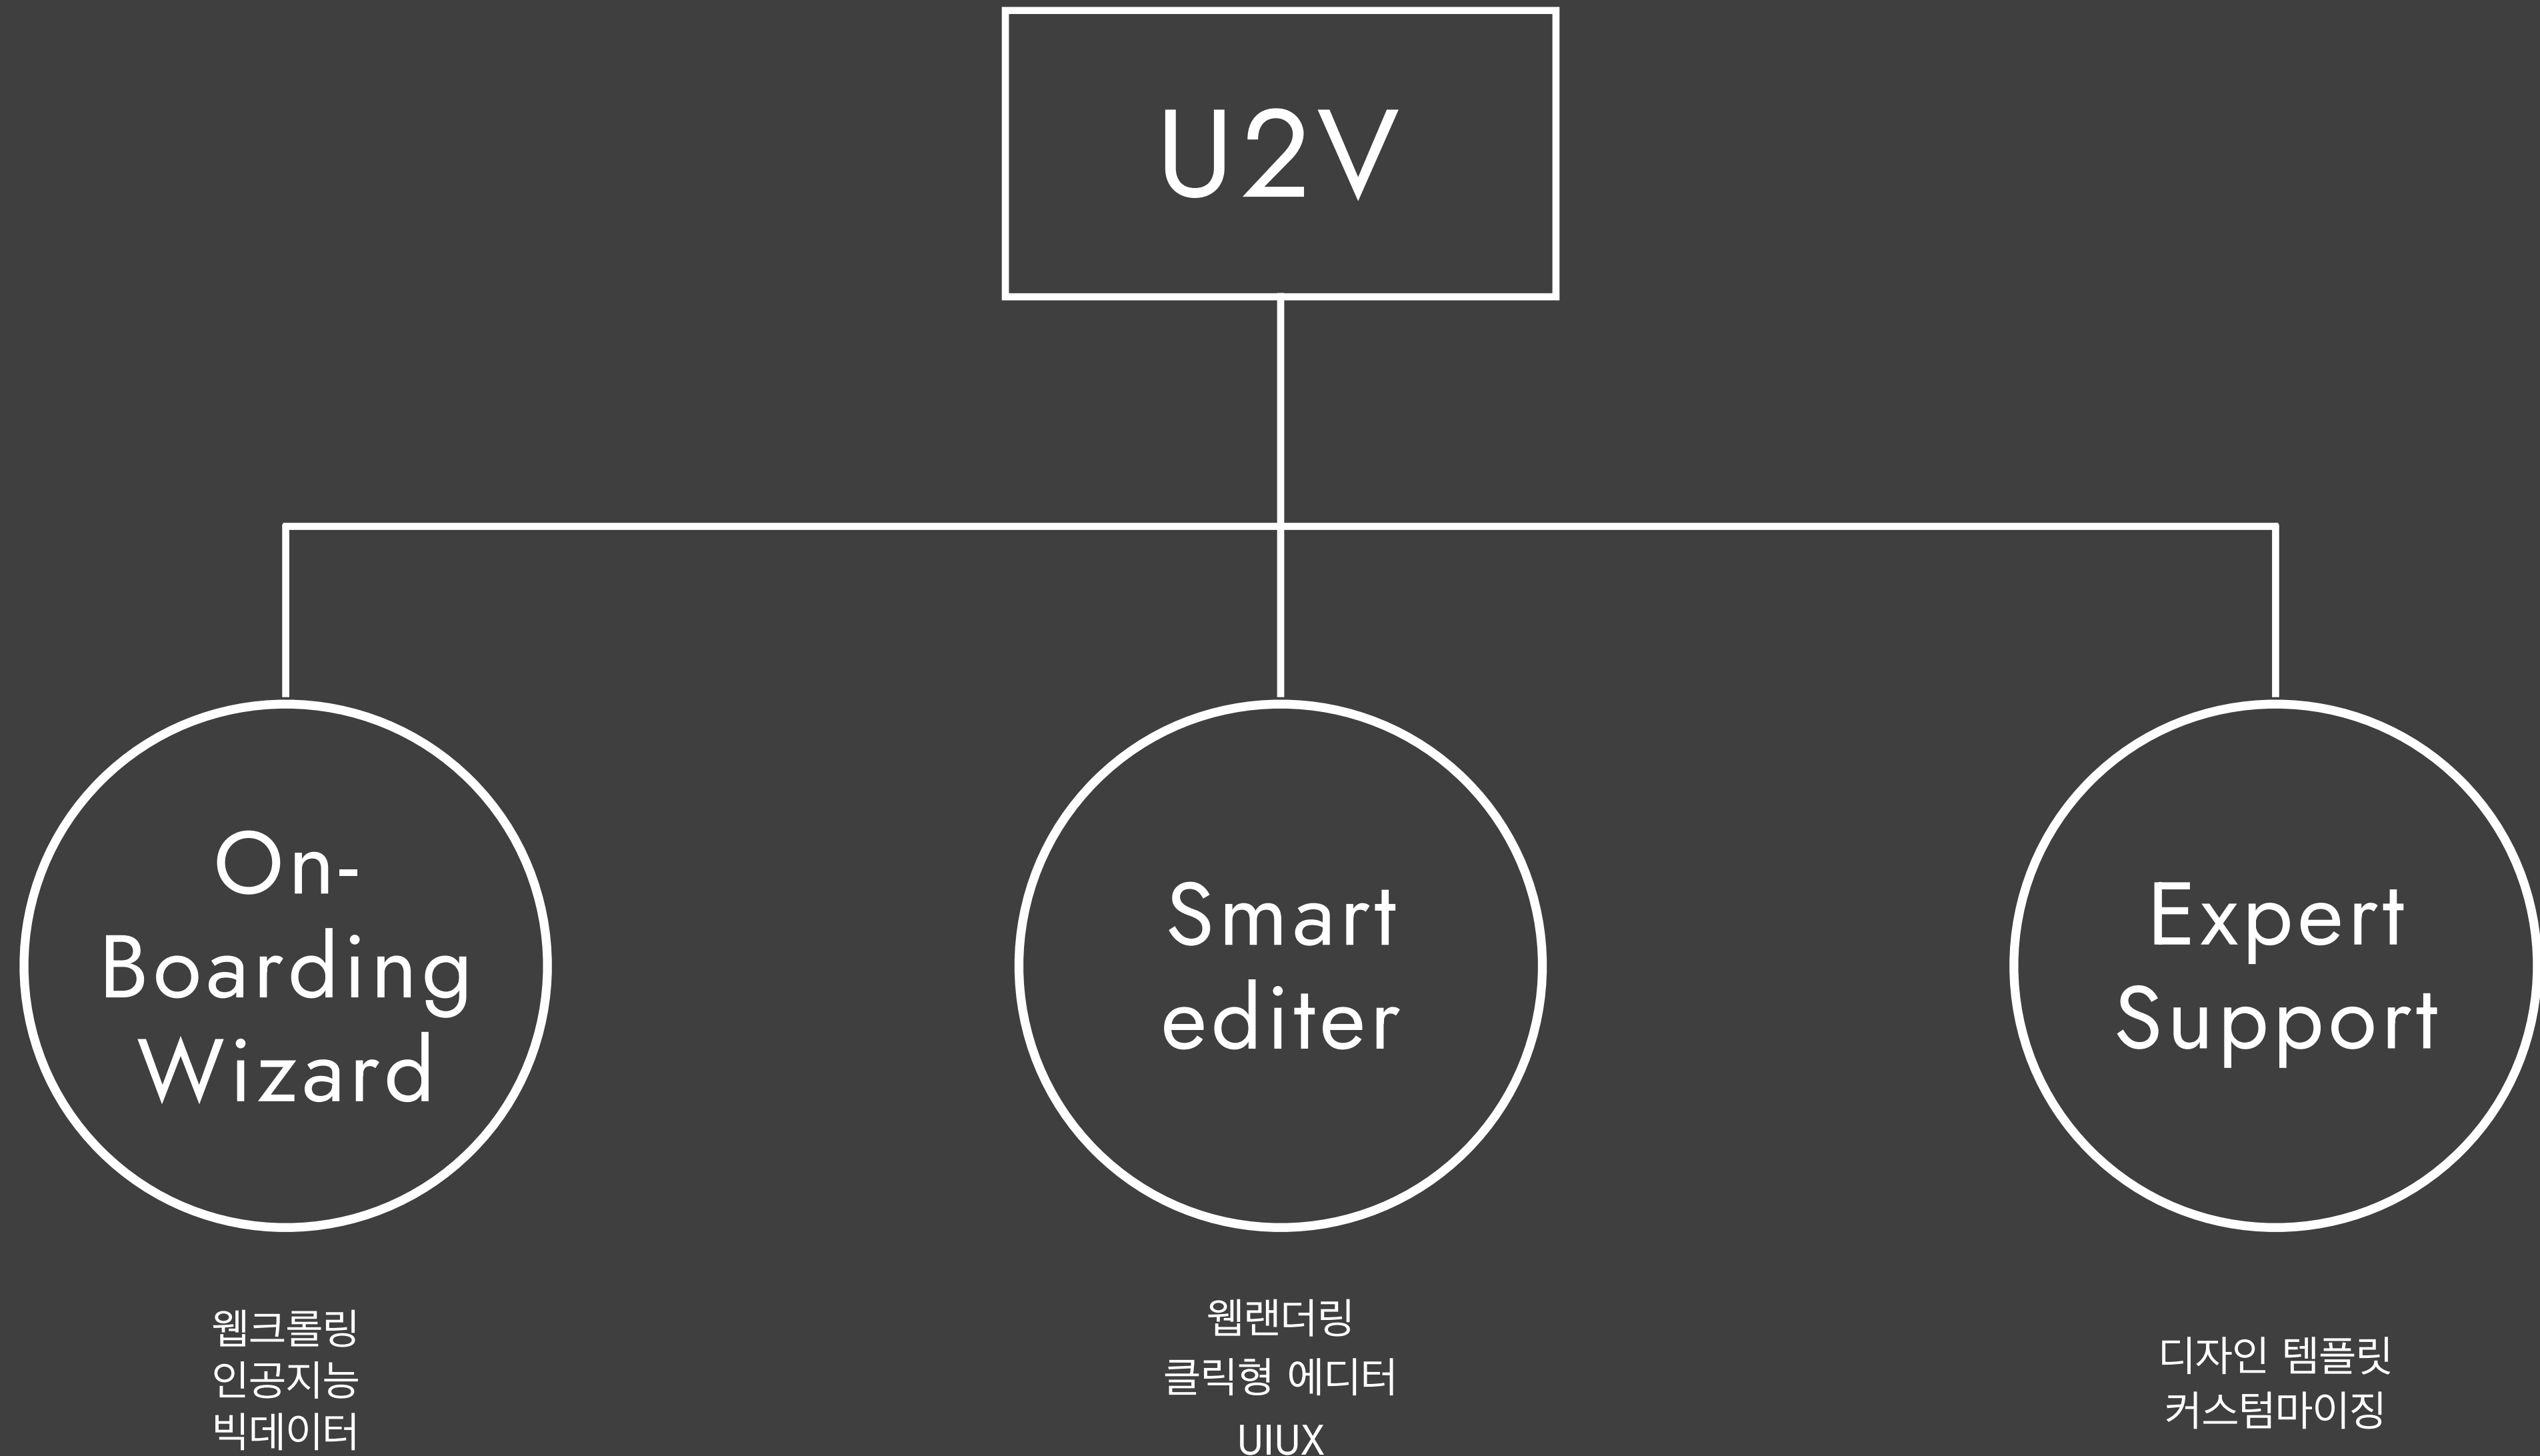 U2V
On-
Boarding
Wizard
Smart
editer
Expert
Support
웹크롤링
인공지능
빅데이터
웹랜더링
클릭형 에디터
UIUX
디자인 템플릿
커스텀마이징